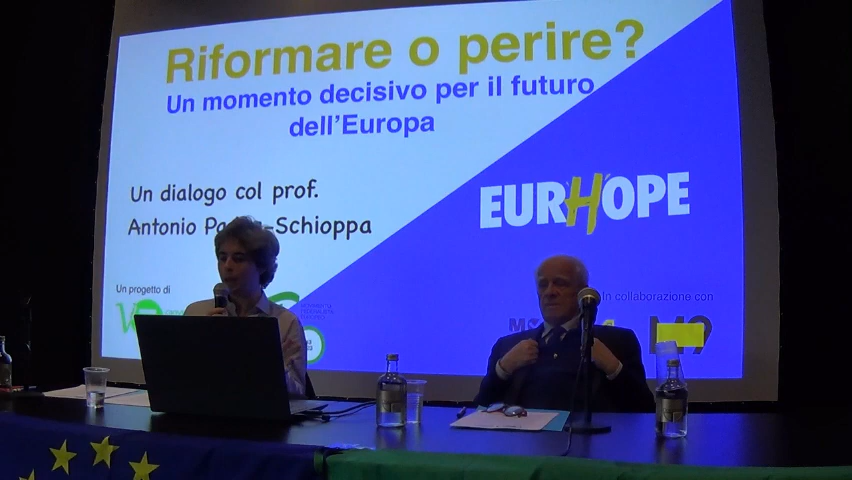 Riformare o perire?
Un momento decisivo per il futuro
dell'Europa
Un dialogo col prof.
Antonio -Schioppa
EURHOPE
Un progetto di
In collaborazione con
M9